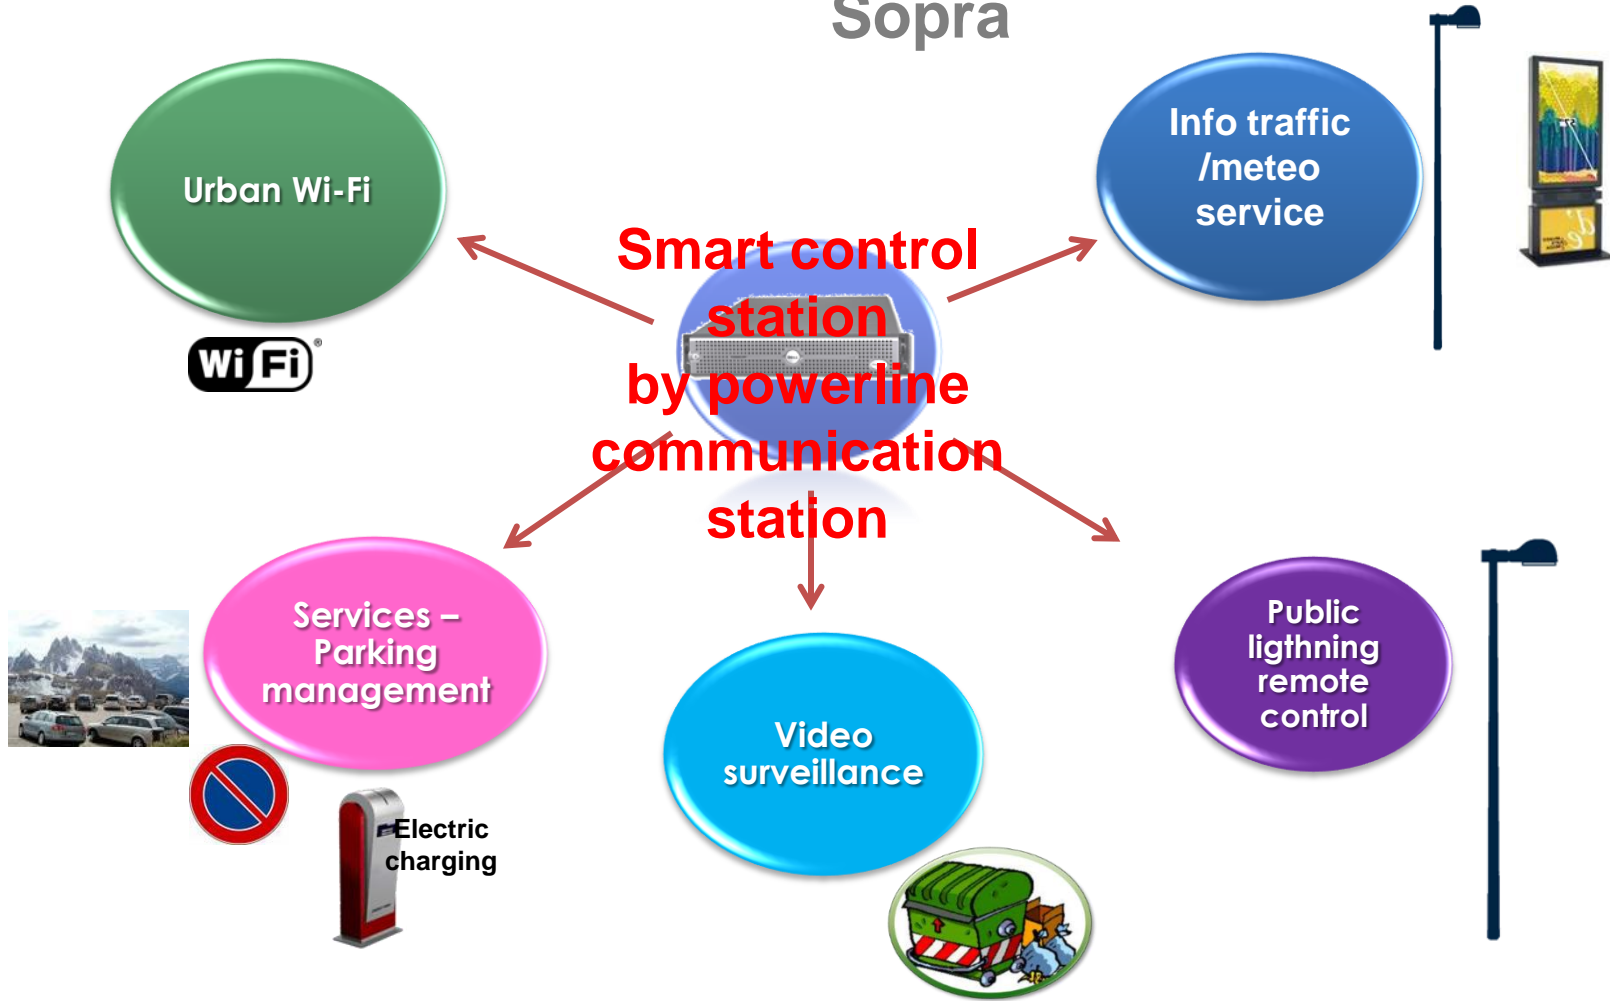 Sopra
Urban Wi-Fi
Info traffic
/meteo
service
Smart control
station
by powerline
communication
station
Wi Fi®
Services –
Parking
management
Video
surveillance
Public
ligthning
remote
control
Electric
charging